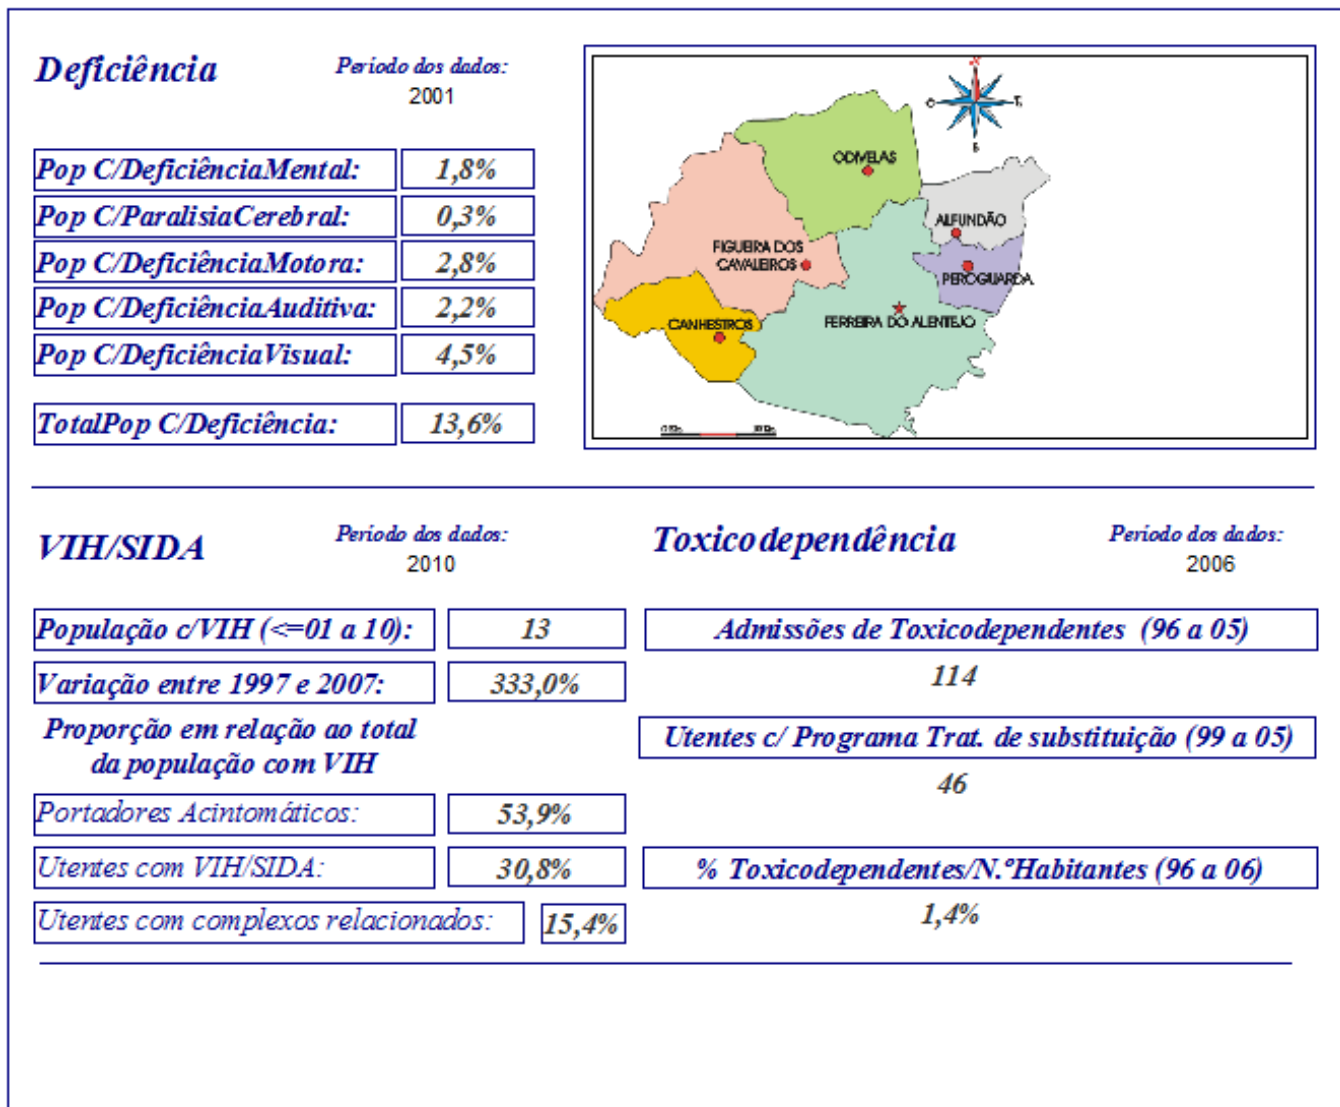 Deficiência
Período dos dados:
2001
Pop C/DeficiênciaMental: 1,8%
Pop C/ParalisiaCerebral: 0,3%
Pop C/DeficiênciaMotora: 2,8%
Pop C/DeficiênciaAuditiva: 2,2%
Pop C/DeficiênciaVisual: 4,5%
TotalPop C/Deficiência: 13,6%
N
O
E
S
ODIVELAS
ALFUNDÃO
FIGUEIRA DOS
CAVALEIROS
PEROGUARDA
CANHESTROS
FERREIRA DO ALENTEJO
VIH/SIDA
Período dos dados:
2010
População c/VIH (<=01 a 10): 13
Variação entre 1997 e 2007: 333,0%
Proporção em relação ao total
da população com VIH
Portadores Acintomáticos: 53,9%
Utentes com VIH/SIDA: 30,8%
Utentes com complexos relacionados: 15,4%
Toxicodependência
Período dos dados:
2006
Admissões de Toxicodependentes (96 a 05)
114
Utentes c/ Programa Trat. de substituição (99 a 05)
46
% Toxicodependentes/N.ºHabitantes (96 a 06)
1,4%